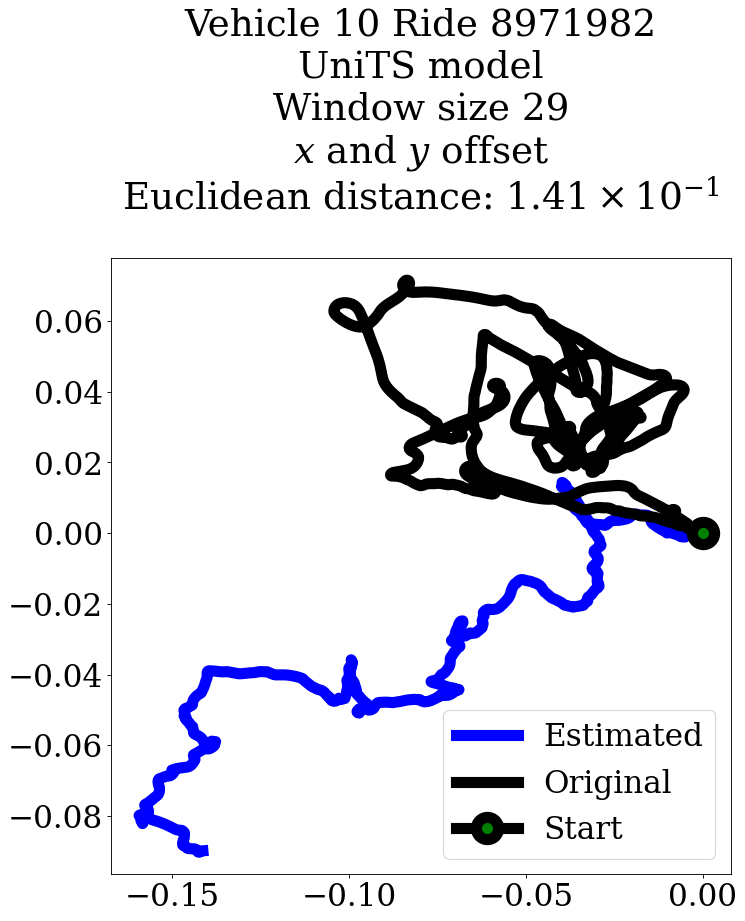 Vehicle 10 Ride 8971982
UniTS model
Window size 29
x and y offset
Euclidean distance: 1.41 × 10⁻¹
0.06
0.04
0.02
0.00
−0.02
−0.04
−0.06
−0.08
Estimated
Original
Start
−0.15
−0.10
−0.05
0.00